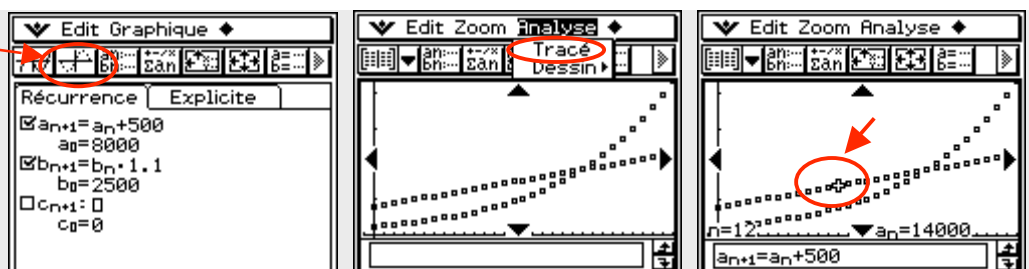 Edit Graphique
Récurrence Explicite
aₙ₊₁=aₙ+500
a₀=8000
bₙ₊₁=bₙ·1.1
b₀=2500
cₙ₊₁:
c₀=0
Edit Zoom Analyse
Tracé
Dessin
Edit Zoom Analyse
n=12
aₙ=14000
aₙ₊₁=aₙ+500